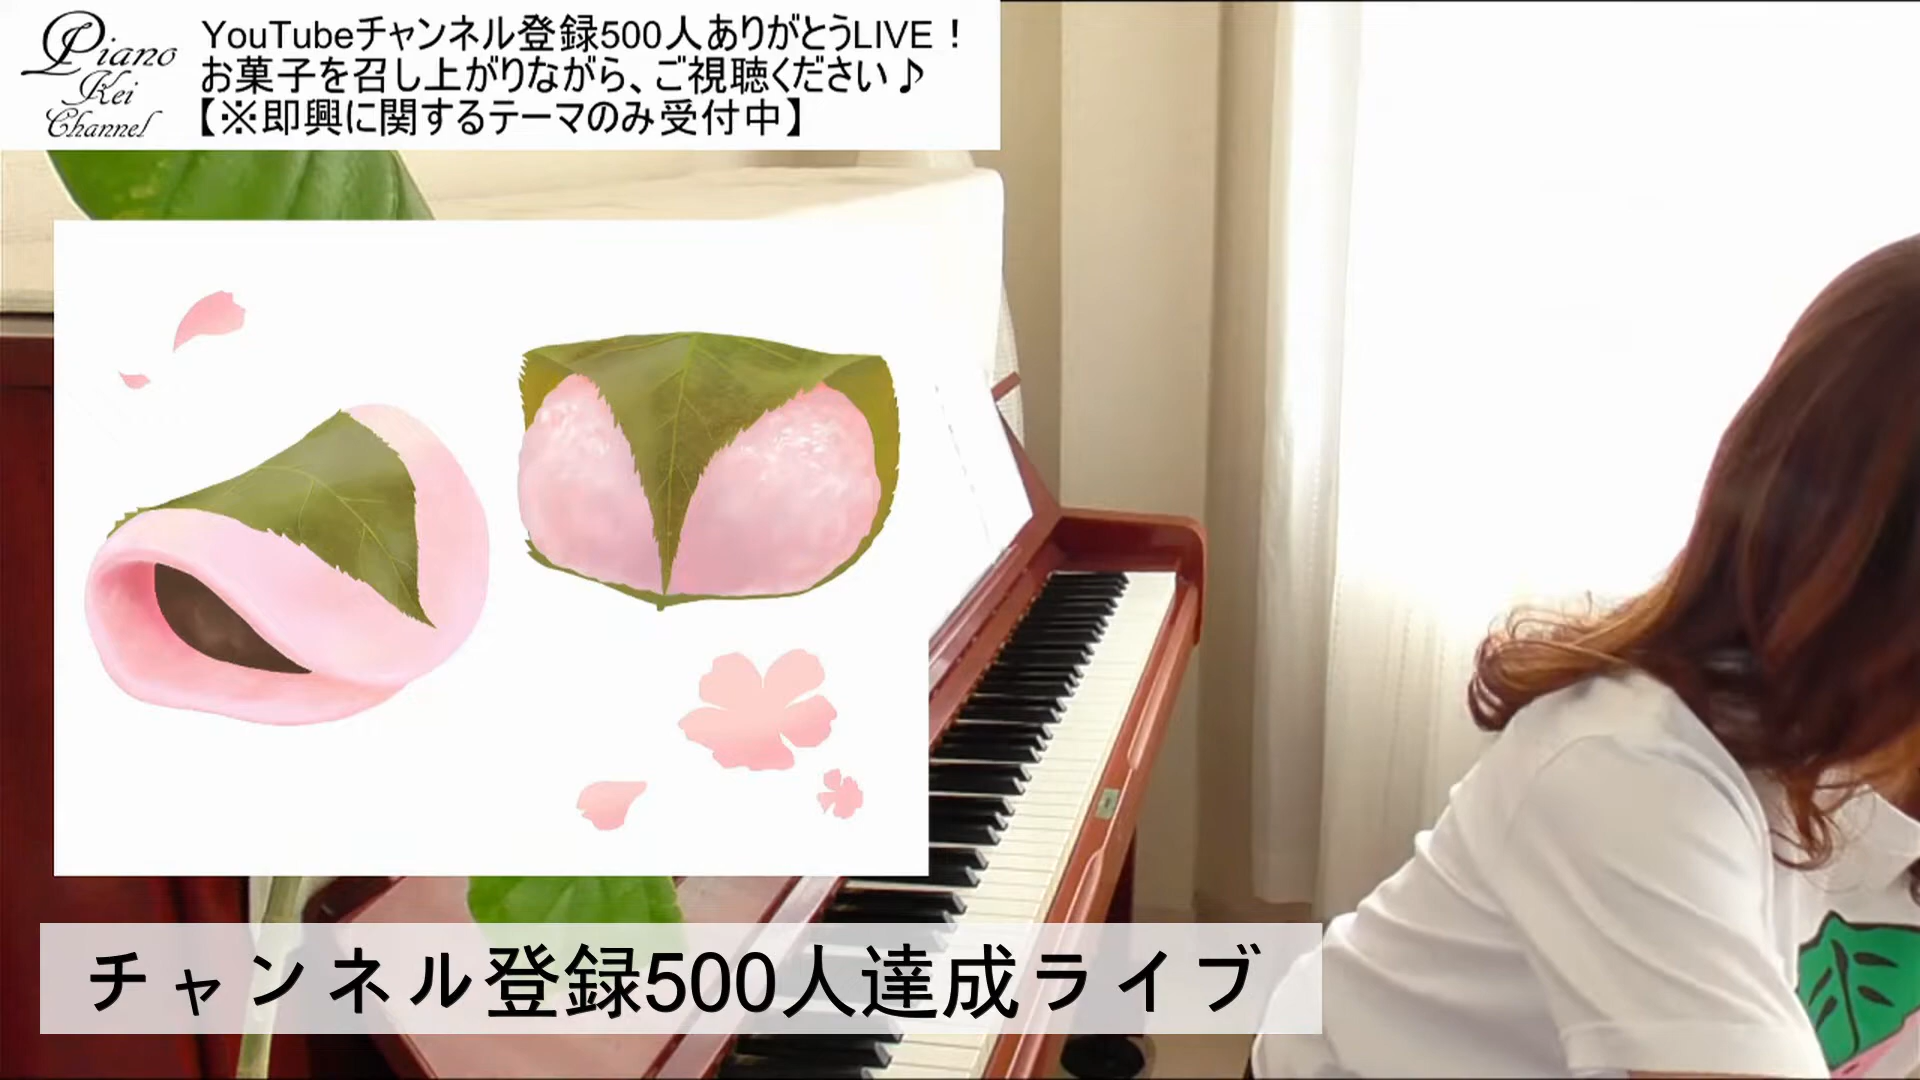 Piano
Kei
Channel
YouTubeチャンネル登録500人ありがとうLIVE！
お菓子を召し上がりながら、ご視聴ください♪
【※即興に関するテーマのみ受付中】
チャンネル登録500人達成ライブ